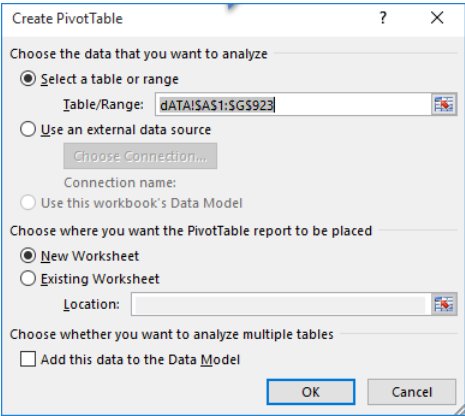 Create PivotTable ? X
Choose the data that you want to analyze
Select a table or range
Table/Range: dATA!$A$1:$G$923
Use an external data source
Choose Connection...
Connection name:
Use this workbook's Data Model
Choose where you want the PivotTable report to be placed
New Worksheet
Existing Worksheet
Location:
Choose whether you want to analyze multiple tables
Add this data to the Data Model
OK Cancel